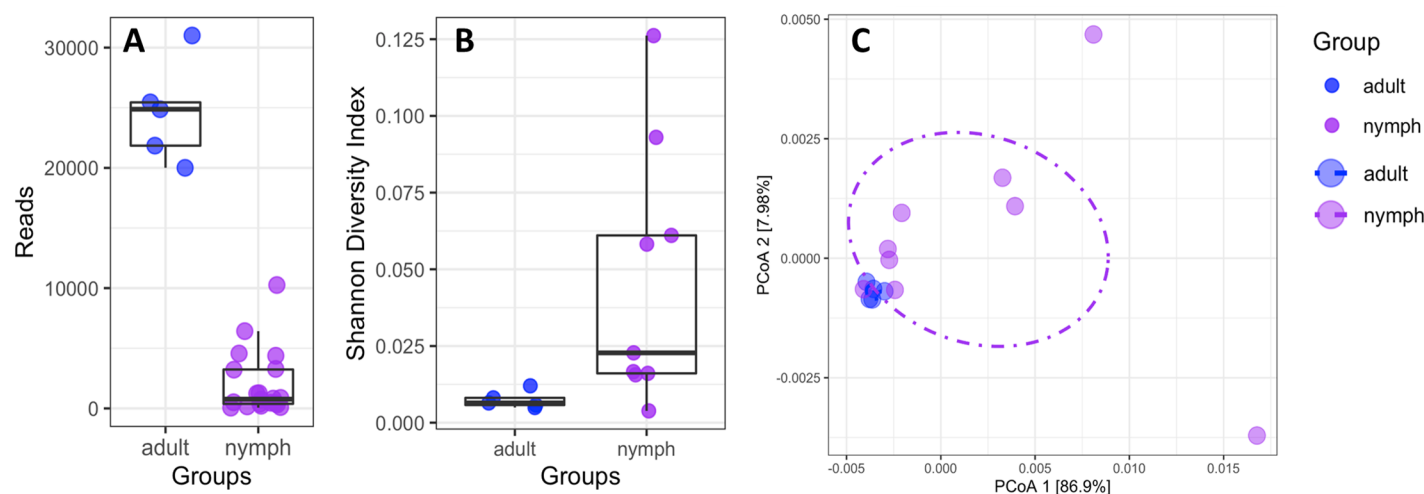 A
Reads
30000
20000
10000
0
adult nymph
Groups
B
Shannon Diversity Index
0.125
0.100
0.075
0.050
0.025
0.000
adult nymph
Groups
C
PCoA 2 [7.98%]
0.0050
0.0025
0.0000
-0.0025
-0.005 0.000 0.005 0.010 0.015
PCoA 1 [86.9%]
Group
adult
nymph
adult
nymph